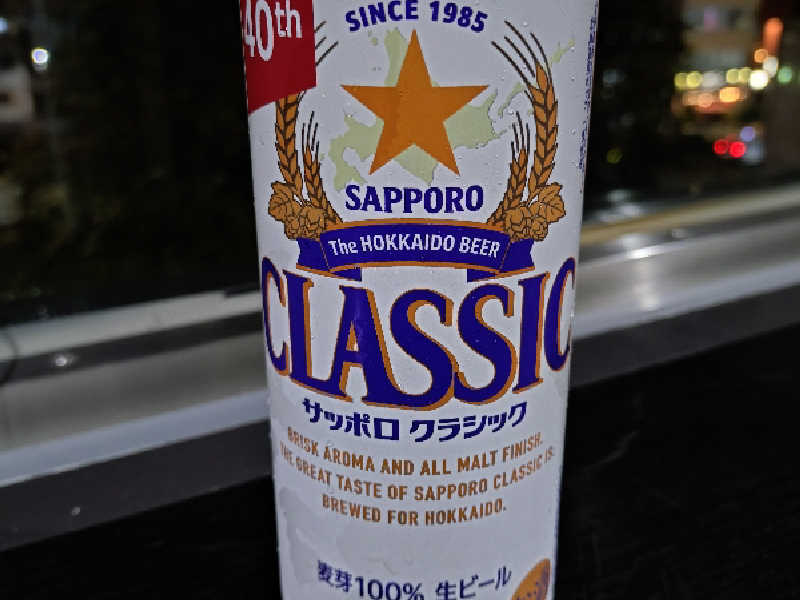 40th
SINCE 1985
SAPPORO
The HOKKAIDO BEER
CLASSIC
サッポロ クラシック
BRISK AROMA AND ALL MALT FINISH.
THE GREAT TASTE OF SAPPORO CLASSIC IS
BREWED FOR HOKKAIDO.
麦芽100% 生ビール